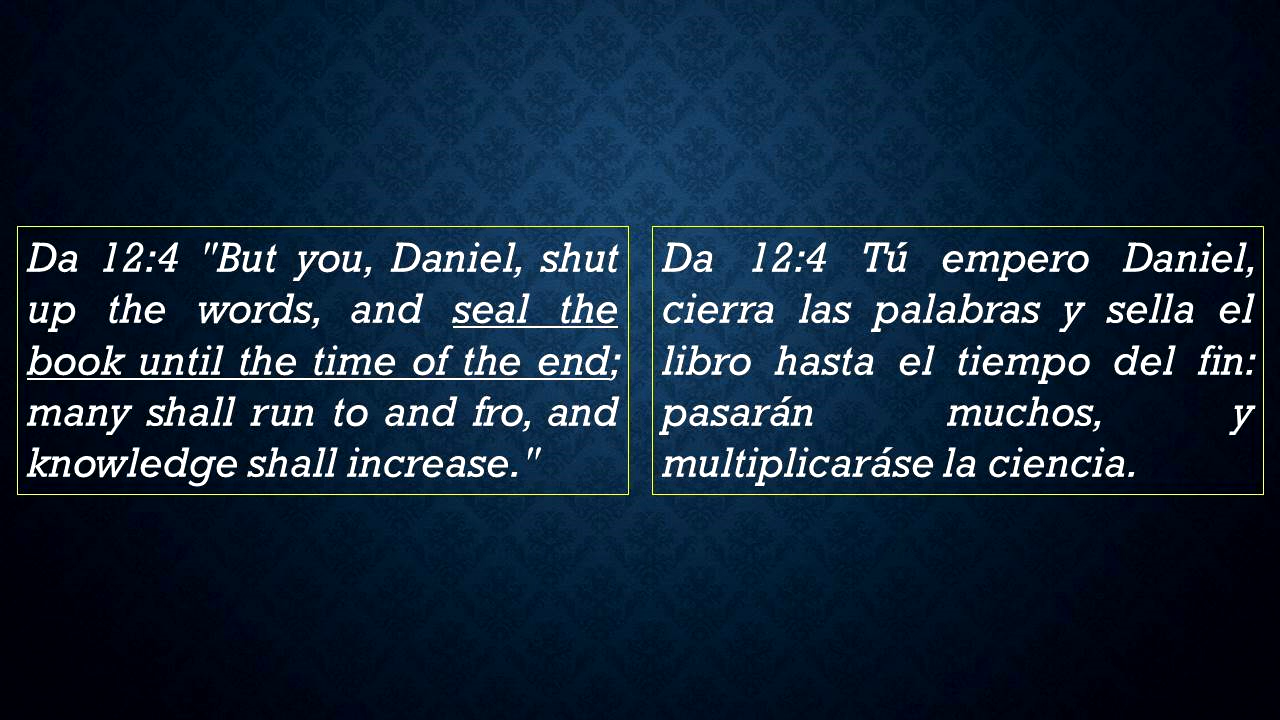 Da 12:4 "But you, Daniel, shut
up the words, and seal the
book until the time of the end;
many shall run to and fro, and
knowledge shall increase."
Da 12:4 Tú empero Daniel,
cierra las palabras y sella el
libro hasta el tiempo del fin:
pasarán muchos, y
multiplicaráse la ciencia.